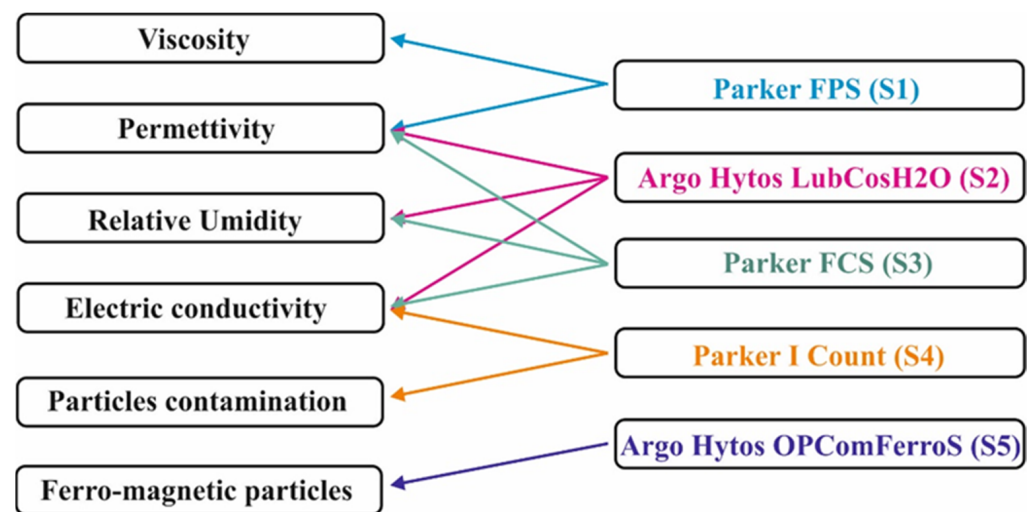 Viscosity
Permettivity
Relative Umidity
Electric conductivity
Particles contamination
Ferro-magnetic particles
Parker FPS (S1)
Argo Hytos LubCosH2O (S2)
Parker FCS (S3)
Parker I Count (S4)
Argo Hytos OPComFerroS (S5)